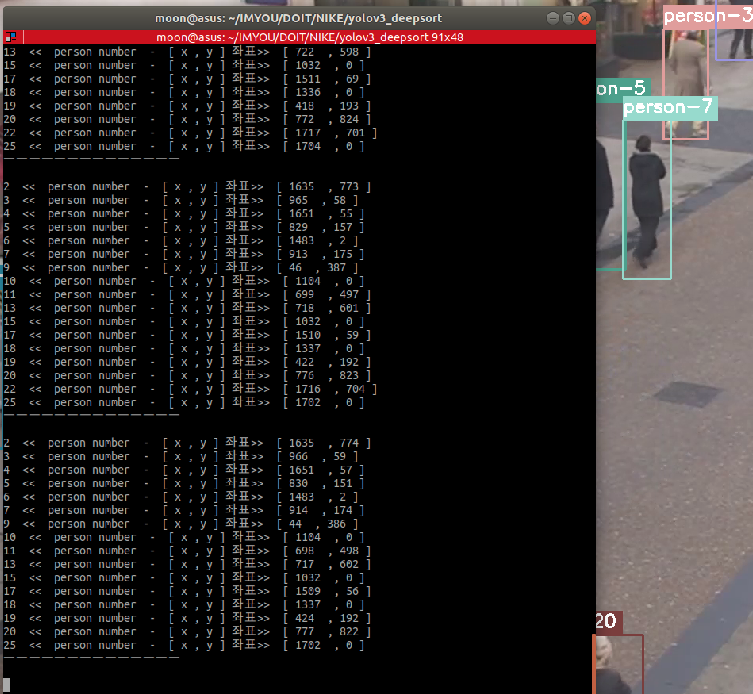 moon@asus: ~/IMYOU/DOIT/NIKE/yolov3_deepsort
moon@asus: ~/IMYOU/DOIT/NIKE/yolov3_deepsort 91x48
13 << person number - [ x , y ] 좌표>> [ 722 , 598 ]
15 << person number - [ x , y ] 좌표>> [ 1032 , 0 ]
17 << person number - [ x , y ] 좌표>> [ 1511 , 69 ]
18 << person number - [ x , y ] 좌표>> [ 1336 , 0 ]
19 << person number - [ x , y ] 좌표>> [ 418 , 193 ]
20 << person number - [ x , y ] 좌표>> [ 772 , 824 ]
22 << person number - [ x , y ] 좌표>> [ 1717 , 701 ]
25 << person number - [ x , y ] 좌표>> [ 1704 , 0 ]
ㅡㅡㅡㅡㅡㅡㅡㅡㅡㅡㅡㅡㅡㅡ
2 << person number - [ x , y ] 좌표>> [ 1635 , 773 ]
3 << person number - [ x , y ] 좌표>> [ 965 , 58 ]
4 << person number - [ x , y ] 좌표>> [ 1651 , 55 ]
5 << person number - [ x , y ] 좌표>> [ 829 , 157 ]
6 << person number - [ x , y ] 좌표>> [ 1483 , 2 ]
7 << person number - [ x , y ] 좌표>> [ 913 , 175 ]
9 << person number - [ x , y ] 좌표>> [ 46 , 387 ]
10 << person number - [ x , y ] 좌표>> [ 1104 , 0 ]
11 << person number - [ x , y ] 좌표>> [ 699 , 497 ]
13 << person number - [ x , y ] 좌표>> [ 718 , 601 ]
15 << person number - [ x , y ] 좌표>> [ 1032 , 0 ]
17 << person number - [ x , y ] 좌표>> [ 1510 , 59 ]
18 << person number - [ x , y ] 좌표>> [ 1337 , 0 ]
19 << person number - [ x , y ] 좌표>> [ 422 , 192 ]
20 << person number - [ x , y ] 좌표>> [ 776 , 823 ]
22 << person number - [ x , y ] 좌표>> [ 1716 , 704 ]
25 << person number - [ x , y ] 좌표>> [ 1702 , 0 ]
ㅡㅡㅡㅡㅡㅡㅡㅡㅡㅡㅡㅡㅡㅡ
2 << person number - [ x , y ] 좌표>> [ 1635 , 774 ]
3 << person number - [ x , y ] 좌표>> [ 966 , 59 ]
4 << person number - [ x , y ] 좌표>> [ 1651 , 57 ]
5 << person number - [ x , y ] 좌표>> [ 830 , 151 ]
6 << person number - [ x , y ] 좌표>> [ 1483 , 2 ]
7 << person number - [ x , y ] 좌표>> [ 914 , 174 ]
9 << person number - [ x , y ] 좌표>> [ 44 , 386 ]
10 << person number - [ x , y ] 좌표>> [ 1104 , 0 ]
11 << person number - [ x , y ] 좌표>> [ 698 , 498 ]
13 << person number - [ x , y ] 좌표>> [ 717 , 602 ]
15 << person number - [ x , y ] 좌표>> [ 1032 , 0 ]
17 << person number - [ x , y ] 좌표>> [ 1509 , 56 ]
18 << person number - [ x , y ] 좌표>> [ 1337 , 0 ]
19 << person number - [ x , y ] 좌표>> [ 424 , 192 ]
20 << person number - [ x , y ] 좌표>> [ 777 , 822 ]
25 << person number - [ x , y ] 좌표>> [ 1702 , 0 ]
ㅡㅡㅡㅡㅡㅡㅡㅡㅡㅡㅡㅡㅡㅡ
person-3
on-5
person-7
20